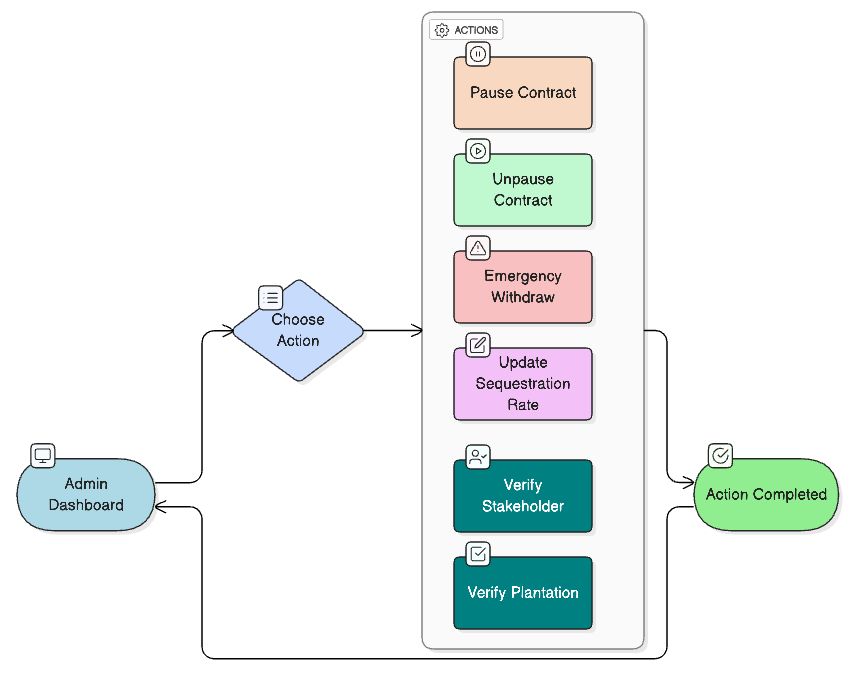 ACTIONS
Pause Contract
Unpause
Contract
Emergency
Withdraw
Choose
Action
Update
Sequestration
Rate
Admin
Dashboard
Verify
Stakeholder
Action Completed
Verify Plantation